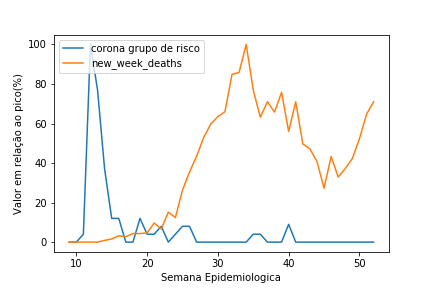 corona grupo de risco
new_week_deaths
100
80
60
40
20
0
Valor em relação ao pico(%)
10
20
30
40
50
Semana Epidemiologica